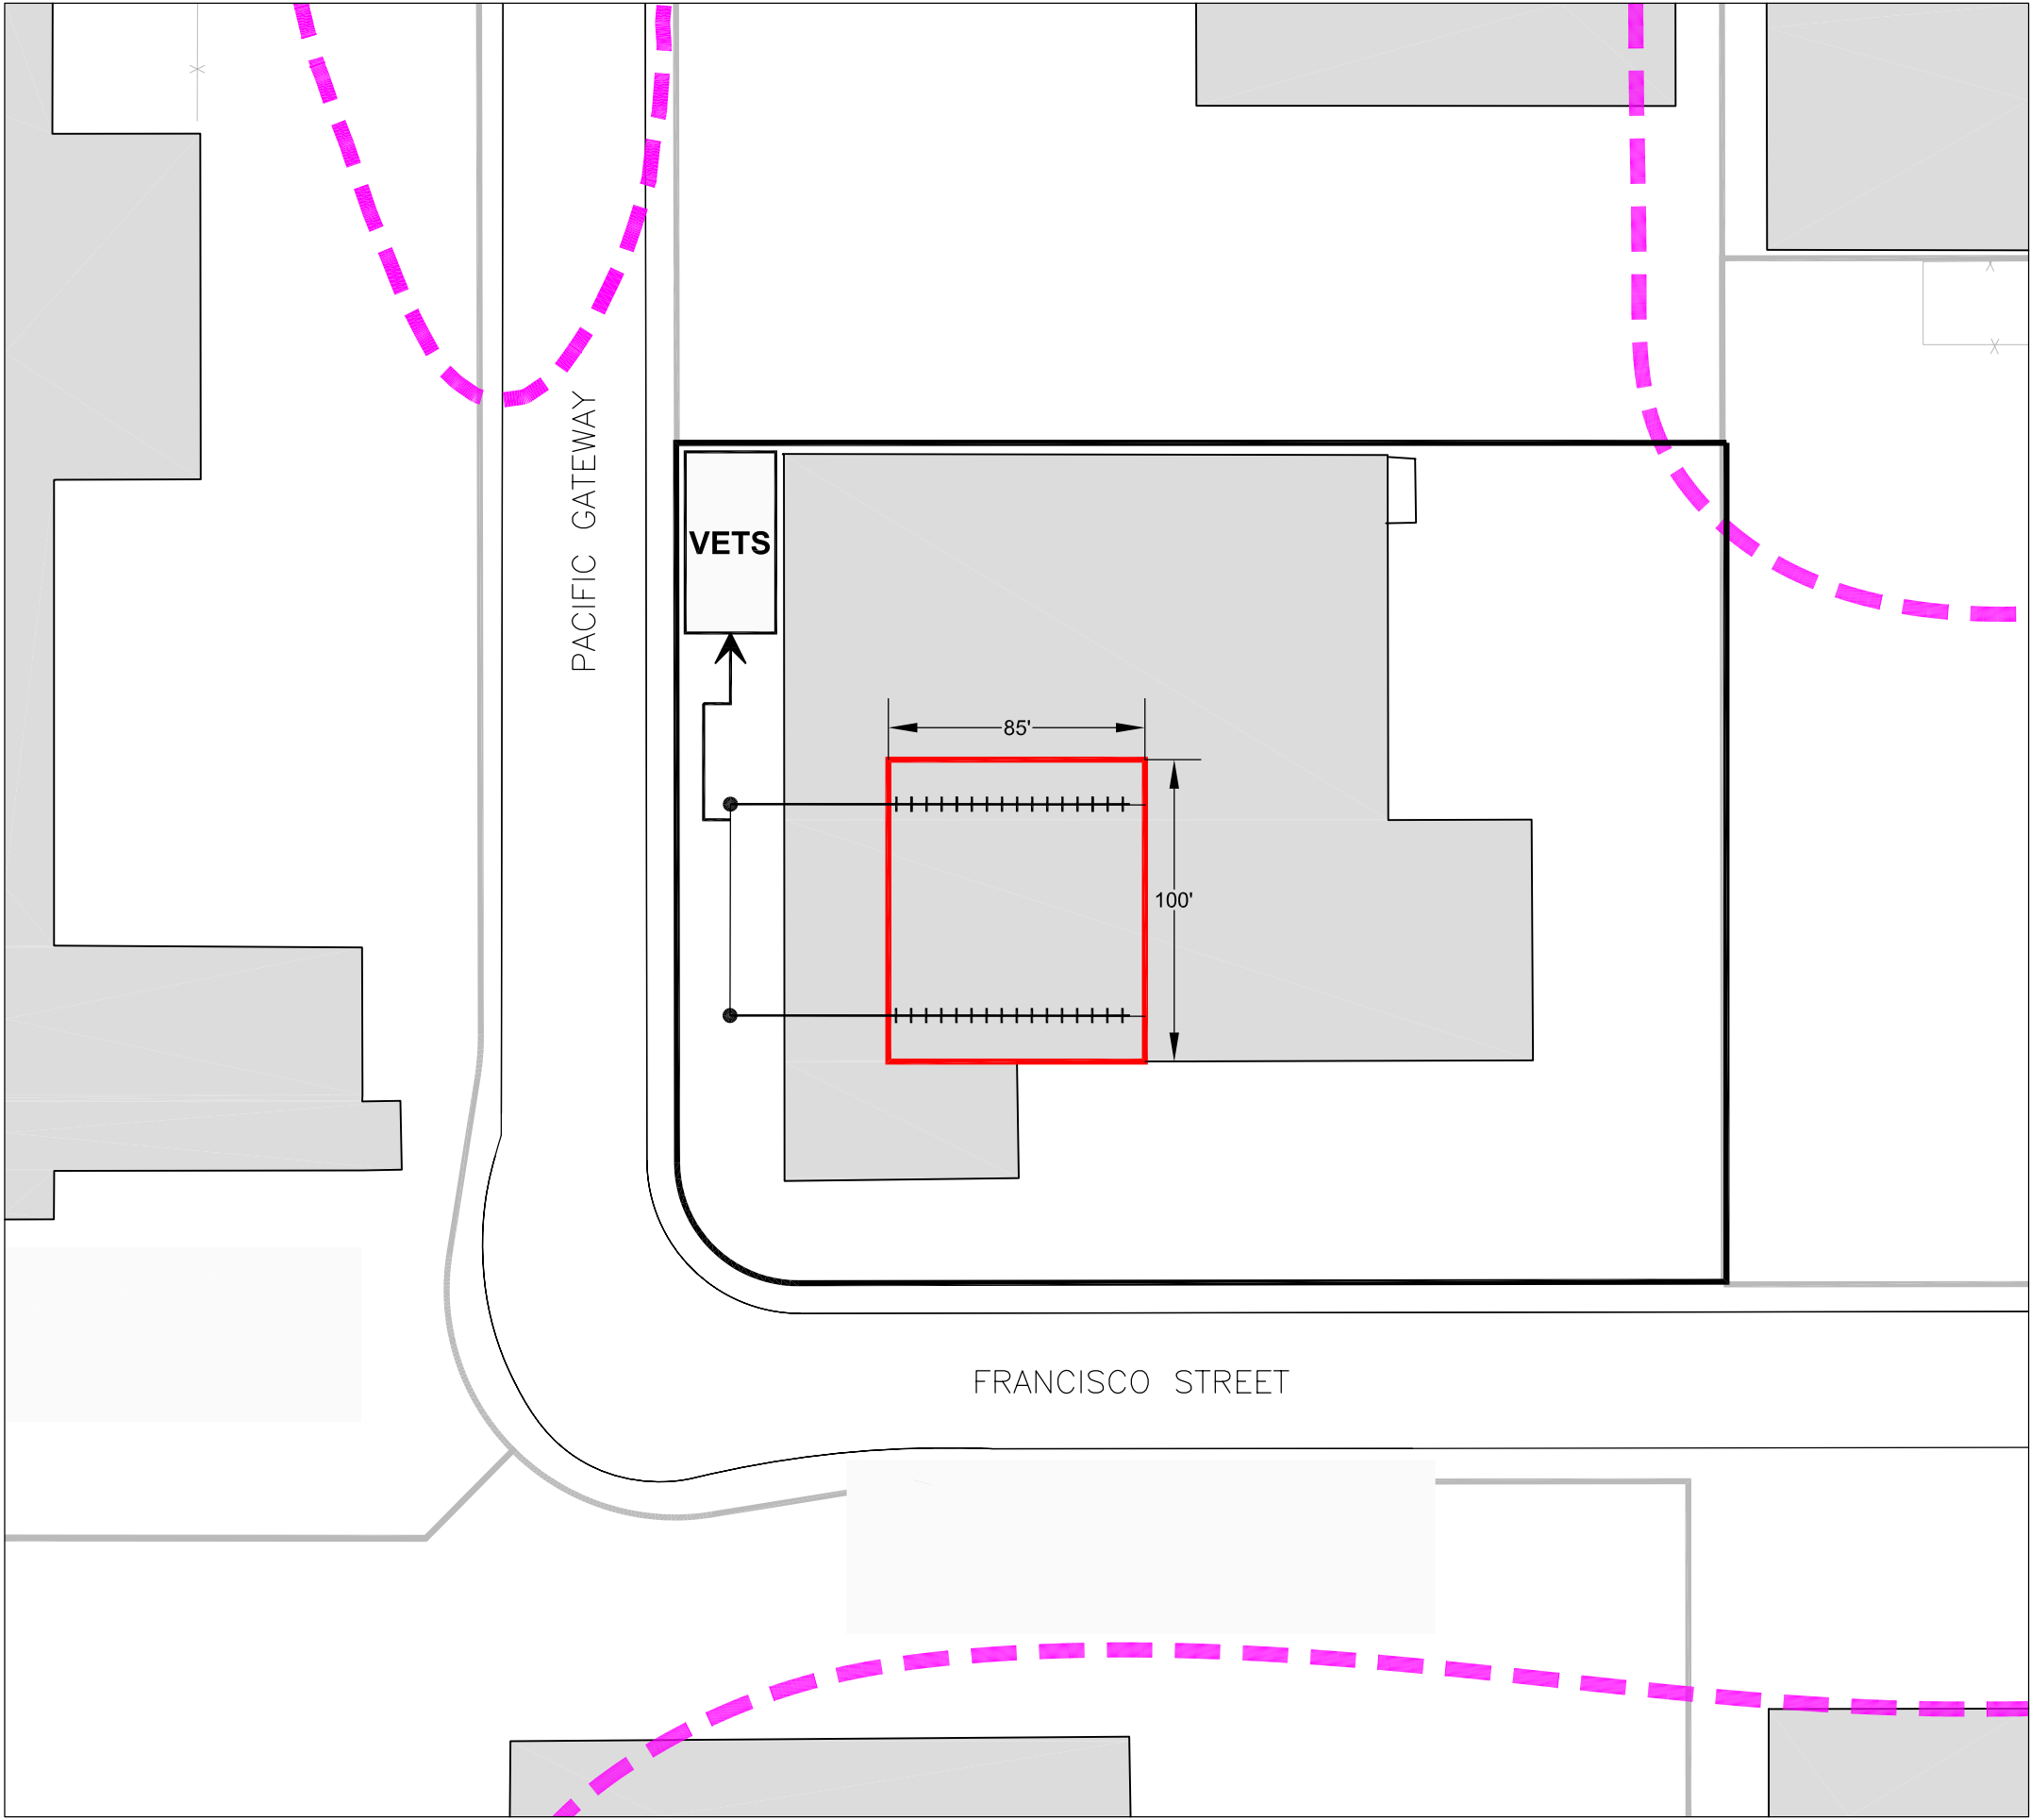 PACIFIC GATEWAY
VETS
85'
100'
FRANCISCO STREET